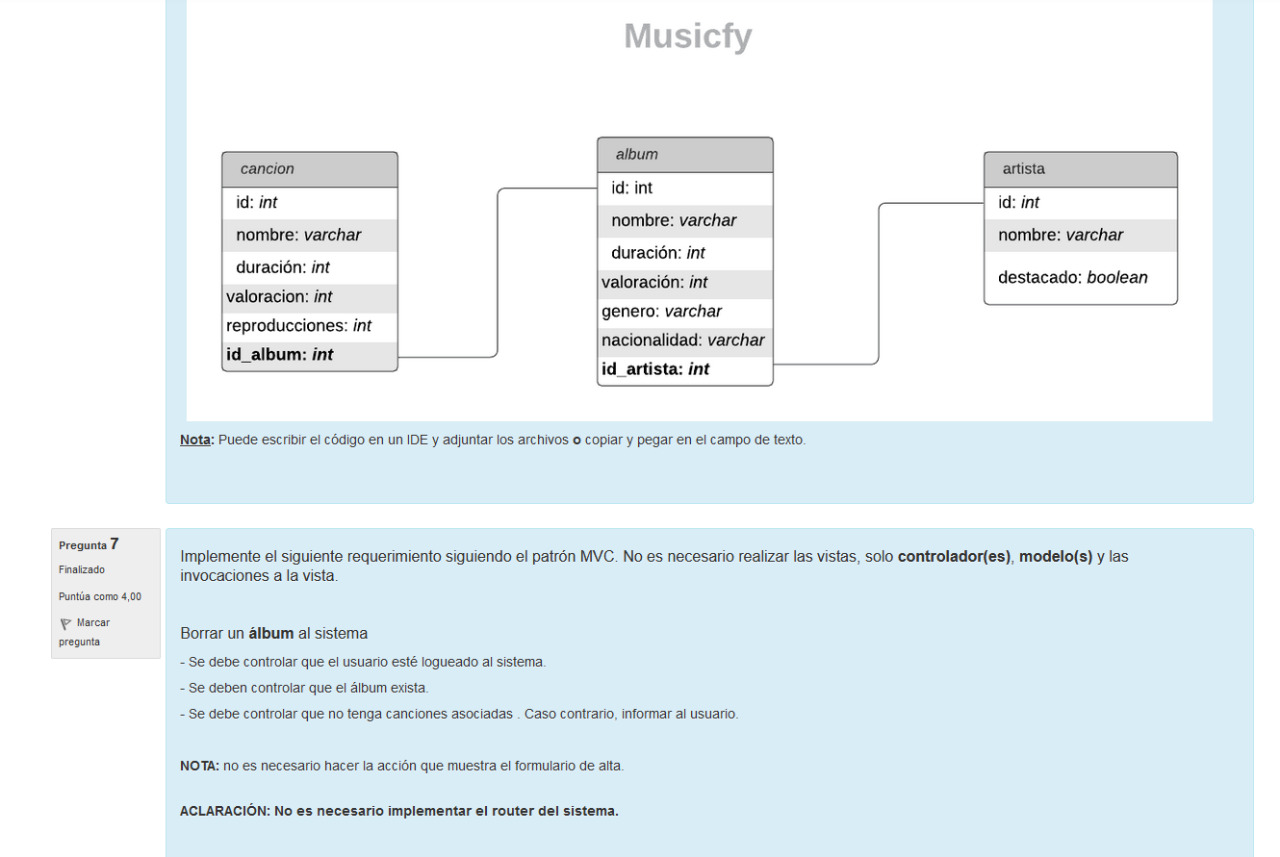 Musicfy
cancion
id: int
nombre: varchar
duración: int
valoracion: int
reproducciones: int
id_album: int
album
id: int
nombre: varchar
duración: int
valoración: int
genero: varchar
nacionalidad: varchar
id_artista: int
artista
id: int
nombre: varchar
destacado: boolean
Nota: Puede escribir el código en un IDE y adjuntar los archivos o copiar y pegar en el campo de texto.
Pregunta 7
Finalizado
Puntúa como 4,00
Marcar
pregunta
Implemente el siguiente requerimiento siguiendo el patrón MVC. No es necesario realizar las vistas, solo controlador(es), modelo(s) y las
invocaciones a la vista.
Borrar un álbum al sistema
- Se debe controlar que el usuario esté logueado al sistema.
- Se deben controlar que el álbum exista.
- Se debe controlar que no tenga canciones asociadas . Caso contrario, informar al usuario.
NOTA: no es necesario hacer la acción que muestra el formulario de alta.
ACLARACIÓN: No es necesario implementar el router del sistema.